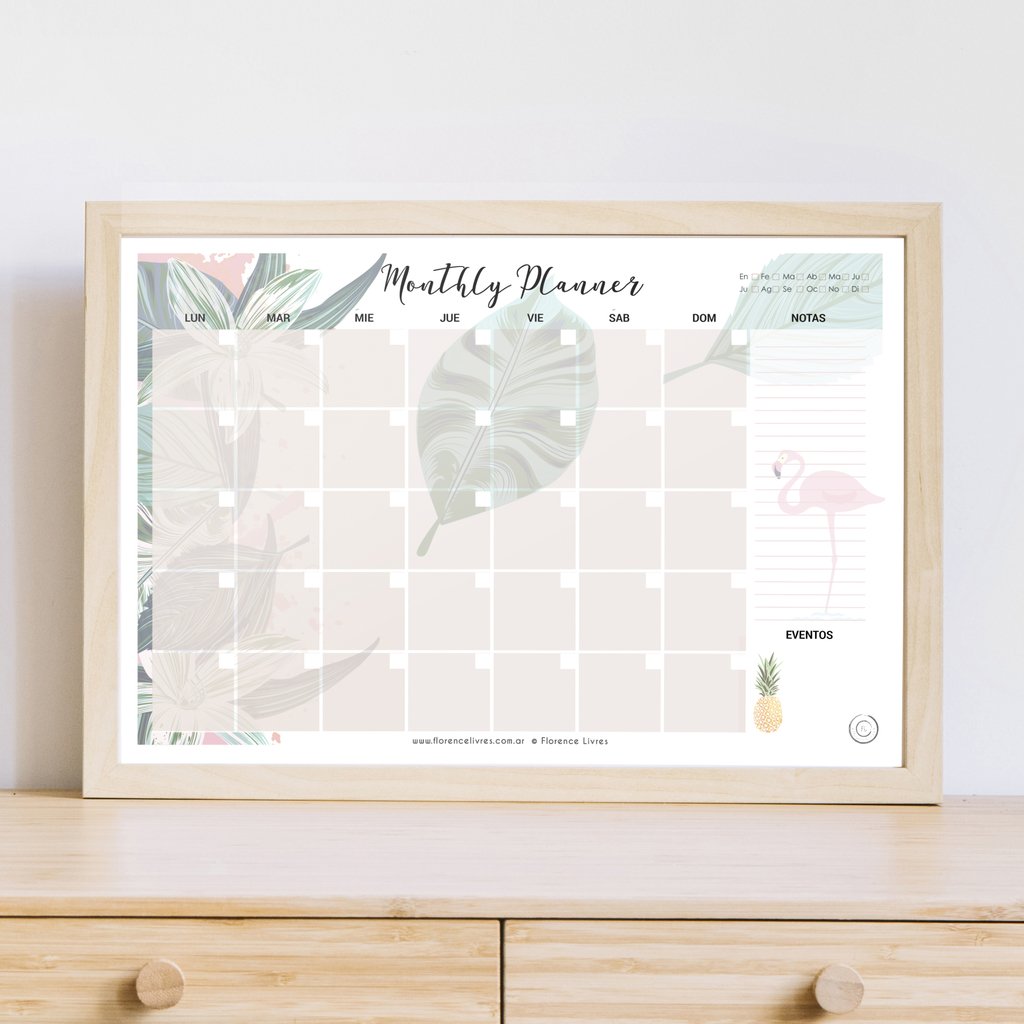 Monthly Planner
En Fe Ma Ab Ma Ju
Ju Ag Se Oc No Di
LUN MAR MIE JUE VIE SAB DOM NOTAS
EVENTOS
www.florencelivres.com.ar © Florence Livres